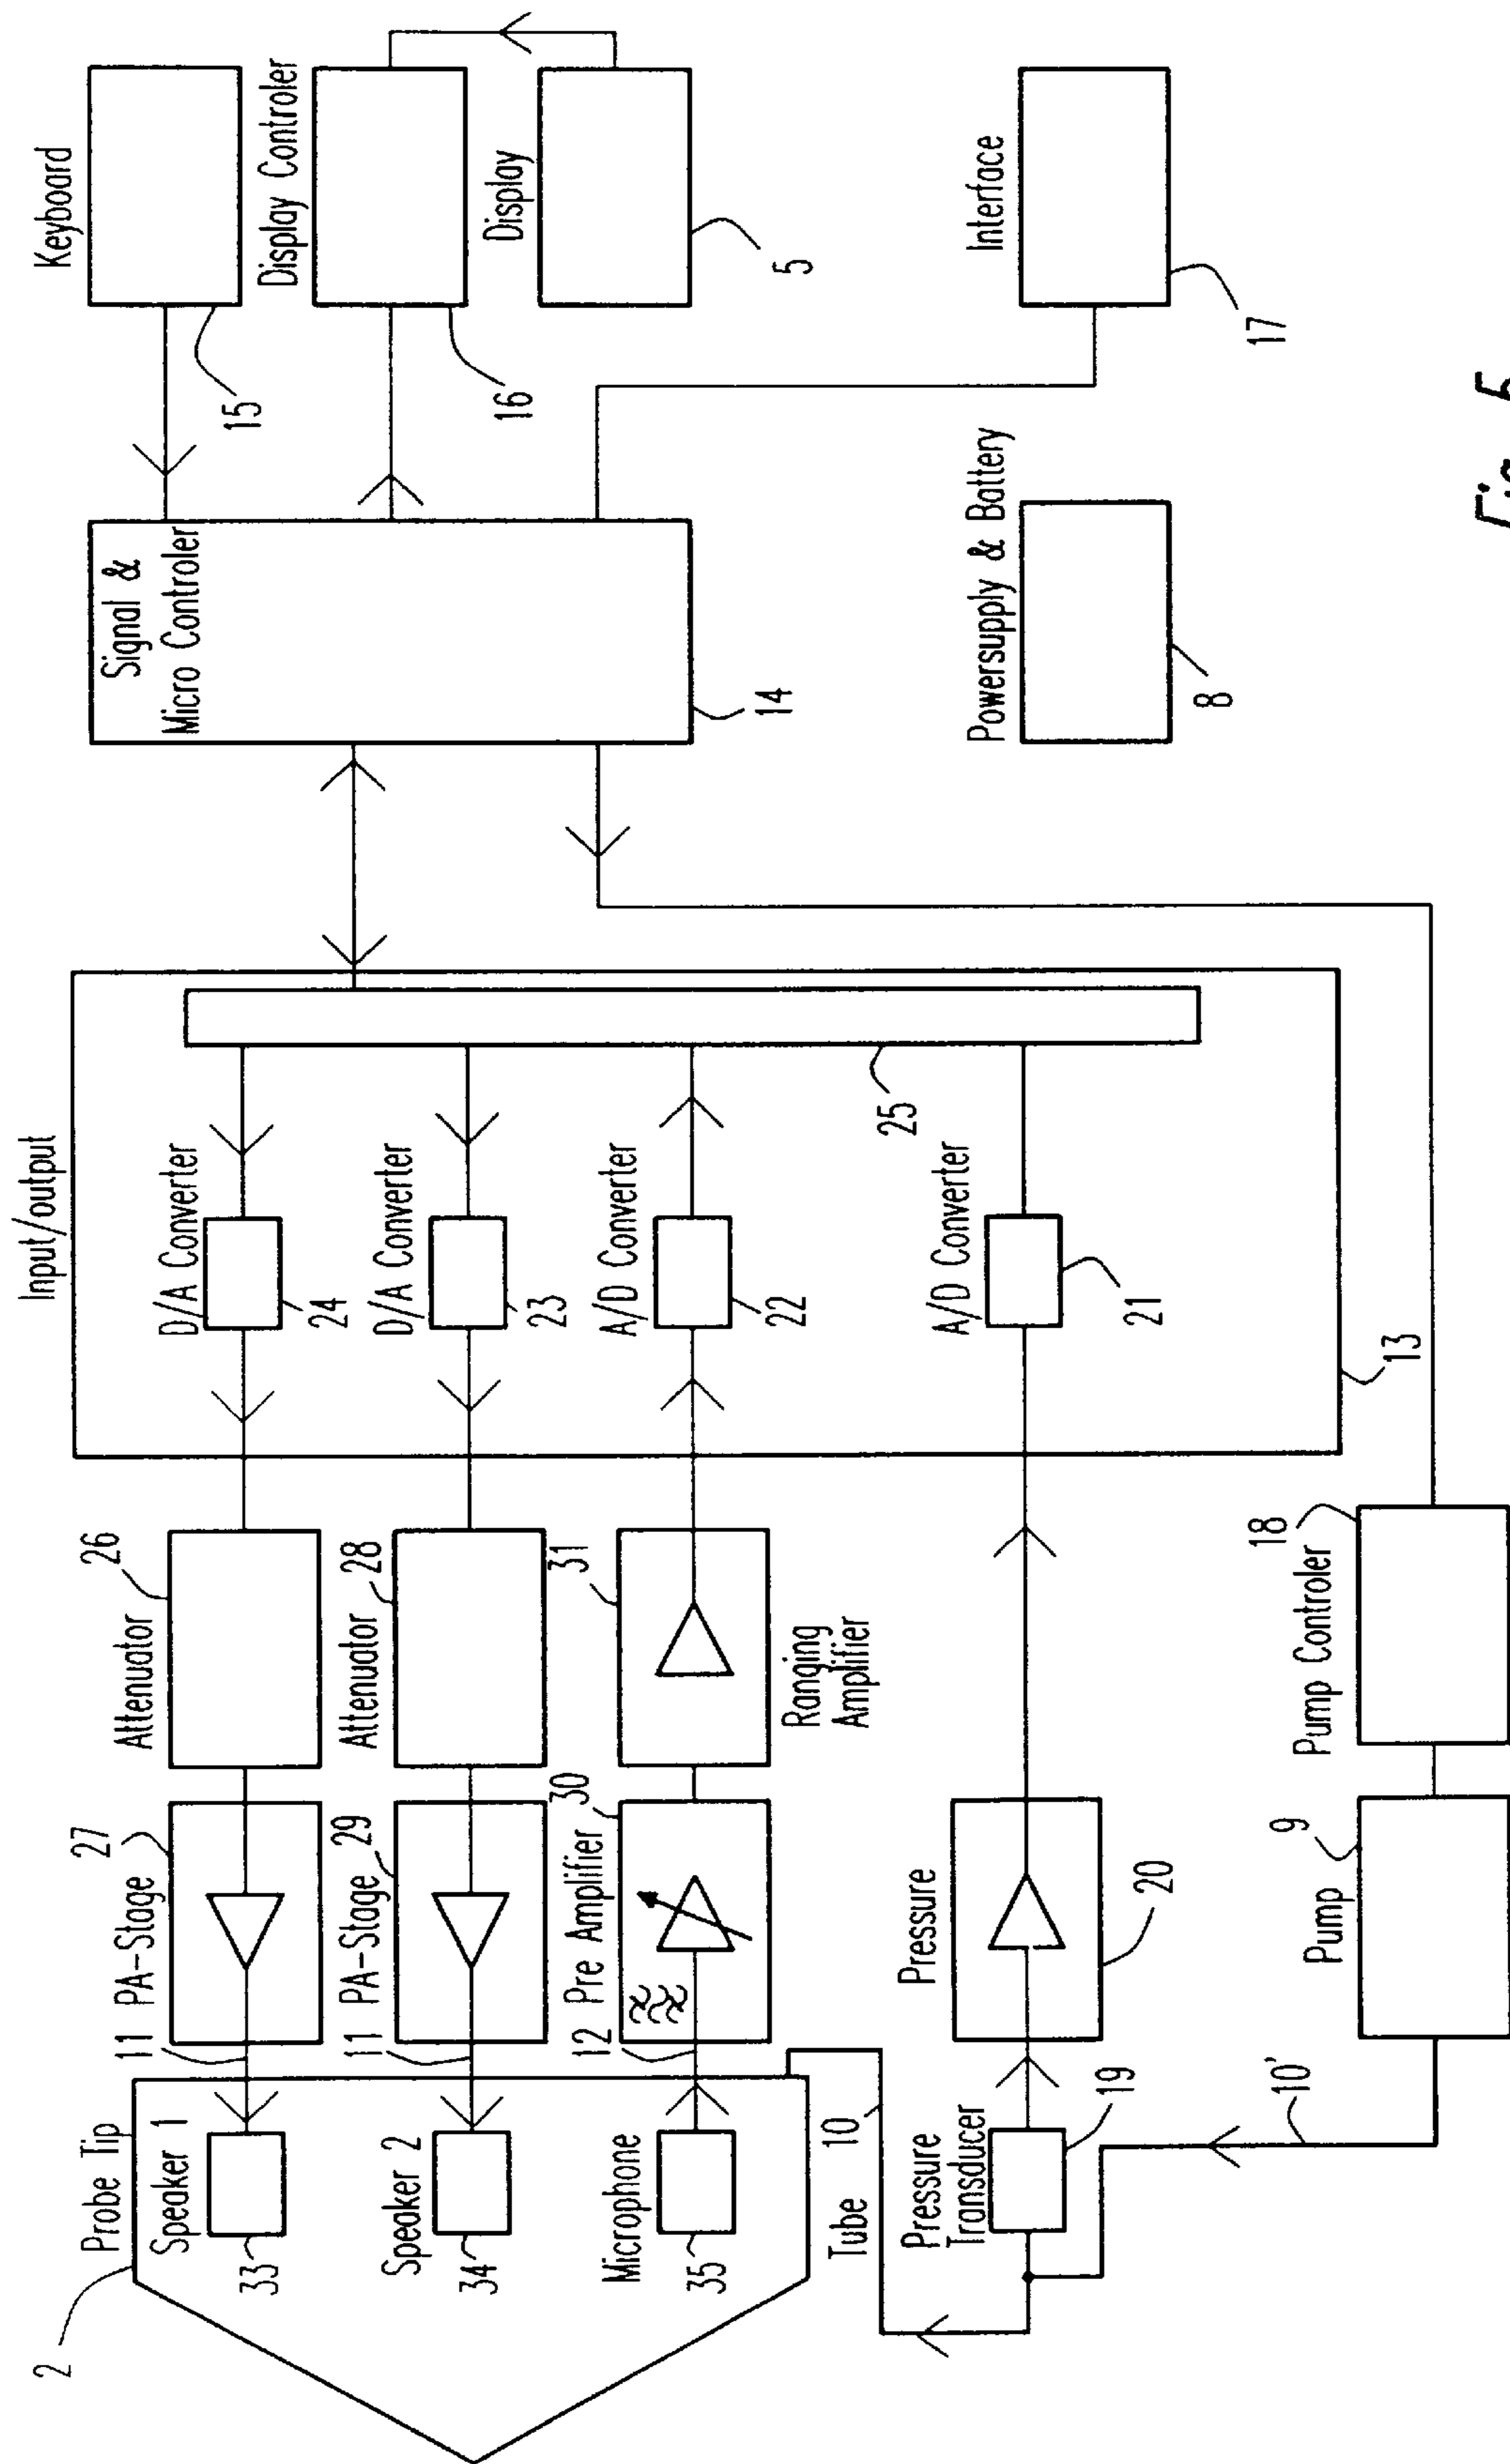 Input/output
Keyboard
15
Display Controler
16
Display
5
Signal &
Micro Controler
14
Interface
17
Powersupply & Battery
8
D/A Converter
24
D/A Converter
23
A/D Converter
22
A/D Converter
21
25
13
Attenuator
26
Attenuator
28
Ranging
Amplifier
31
PA-Stage
27
PA-Stage
29
Pre Amplifier
30
11
11
12
Probe Tip
2
Speaker 1
33
Speaker 2
34
Microphone
35
Tube
10
Pressure
20
Pressure
Transducer
19
10'
Pump
9
Pump Controler
18
Fig. 5